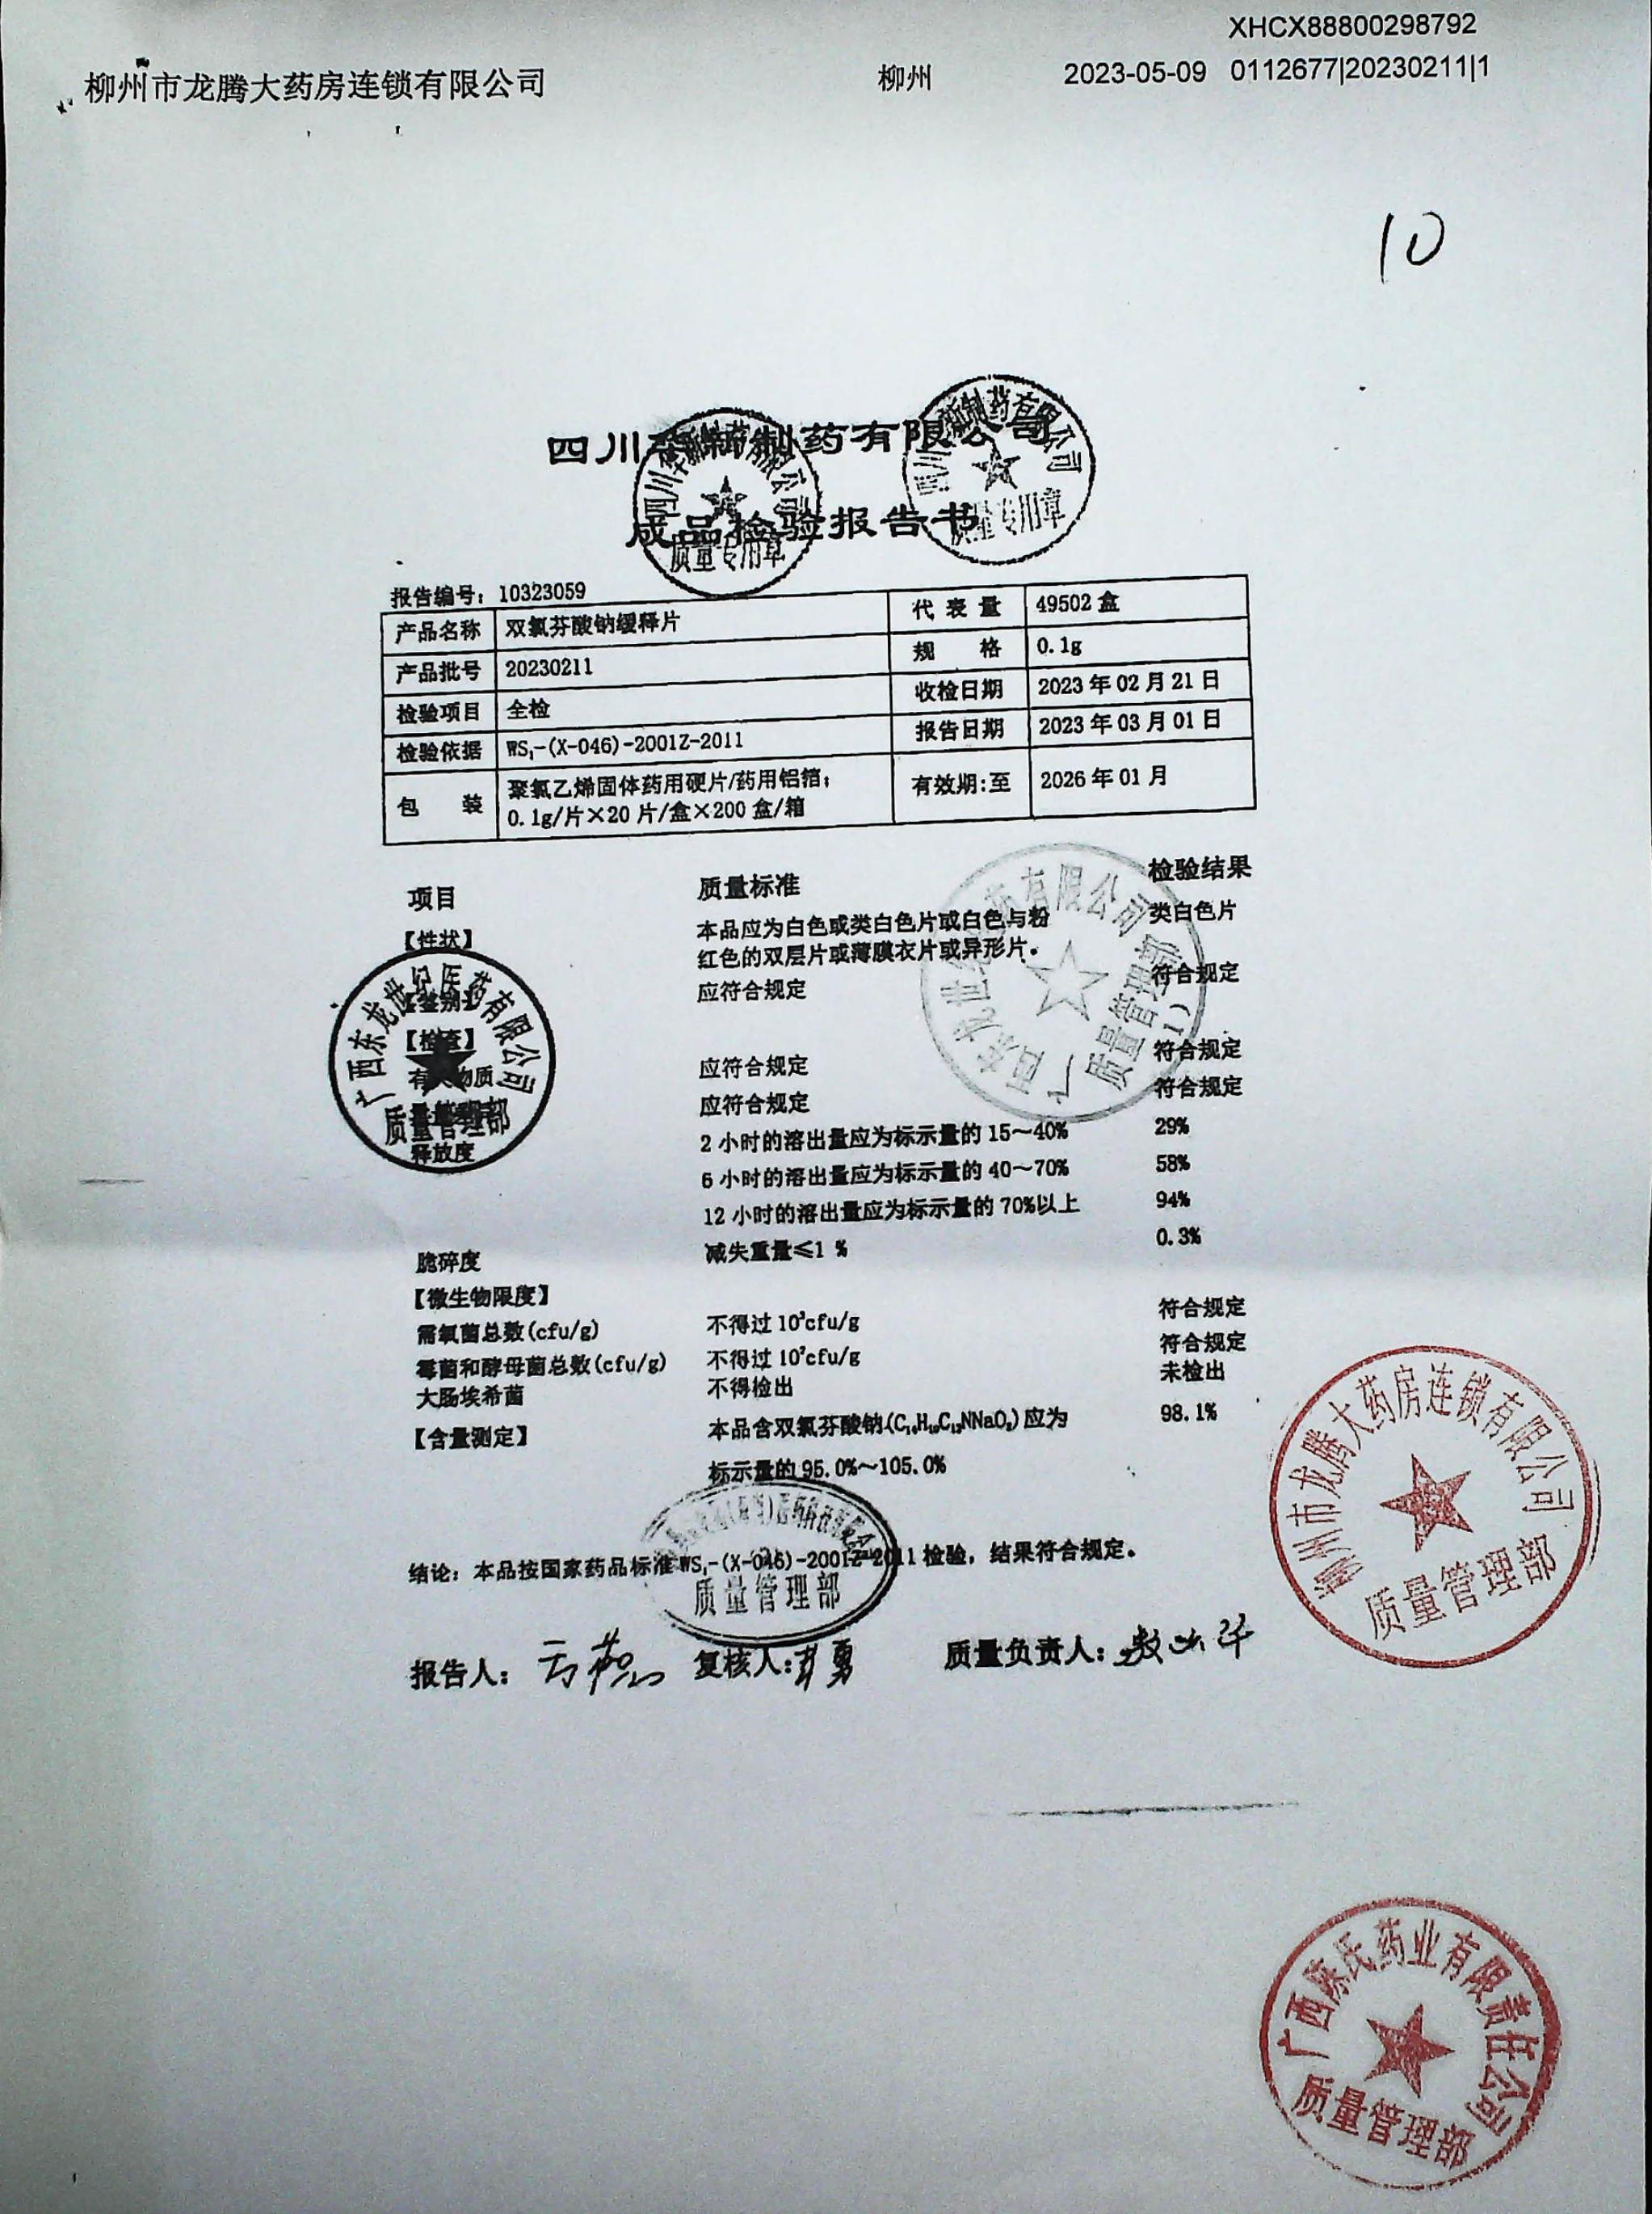 XHCX88800298792
柳州市龙腾大药房连锁有限公司 柳州 2023-05-09 0112677|20230211|1
10
四川 制药有限公司
成品检验报告书
质量专用章
质量专用章
报告编号：10323059
产品名称 双氯芬酸钠缓释片 代表量 49502盒
产品批号 20230211 规 格 0.1g
检验项目 全检 收检日期 2023年02月21日
检验依据 WS₁-(X-046)-2001Z-2011 报告日期 2023年03月01日
包 装 聚氯乙烯固体药用硬片/药用铝箔； 有效期:至 2026年01月
0.1g/片×20片/盒×200盒/箱
项目 质量标准 检验结果
【性状】 本品应为白色或类白色片或白色与粉 类白色片
红色的双层片或薄膜衣片或异形片。
【鉴别】 应符合规定 符合规定
【检查】
有 物质 应符合规定 符合规定
应符合规定 符合规定
释放度 2小时的溶出量应为标示量的15～40% 29%
6小时的溶出量应为标示量的40～70% 58%
12小时的溶出量应为标示量的70%以上 94%
脆碎度 减失重量≤1 % 0.3%
【微生物限度】
需氧菌总数(cfu/g) 不得过10³cfu/g 符合规定
霉菌和酵母菌总数(cfu/g) 不得过10²cfu/g 符合规定
大肠埃希菌 不得检出 未检出
【含量测定】 本品含双氯芬酸钠(C₁₄H₁₀Cl₂NNaO₂)应为 98.1%
标示量的95.0%～105.0%
广西东龙世纪医药有限公司
质量管理部
广西东龙世纪医药有限公司
质量管理部
(1)
结论：本品按国家药品标准WS₁-(X-046)-2001Z-2011检验，结果符合规定。
质量管理部
报告人： 复核人: 勇 质量负责人：
柳州市龙腾大药房连锁有限公司
质量管理部
广西陈氏药业有限责任公司
质量管理部